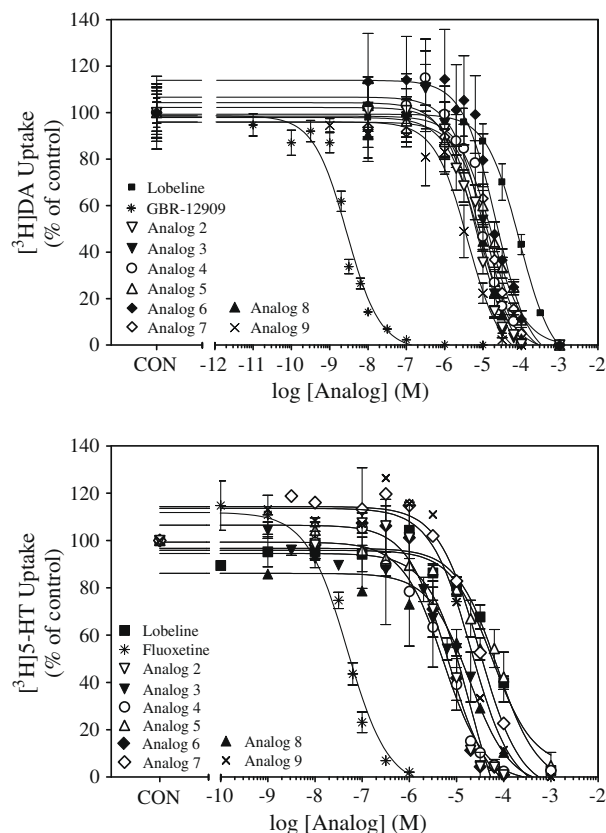 140
120
100
80
60
40
20
0
[³H]DA Uptake
(% of control)
Lobeline
GBR-12909
Analog 2
Analog 3
Analog 4
Analog 5
Analog 6
Analog 7
Analog 8
Analog 9
CON -12 -11 -10 -9 -8 -7 -6 -5 -4 -3 -2
log [Analog] (M)
140
120
100
80
60
40
20
0
[³H]5-HT Uptake
(% of control)
Lobeline
Fluoxetine
Analog 2
Analog 3
Analog 4
Analog 5
Analog 6
Analog 7
Analog 8
Analog 9
CON -10 -9 -8 -7 -6 -5 -4 -3 -2
log [Analog] (M)